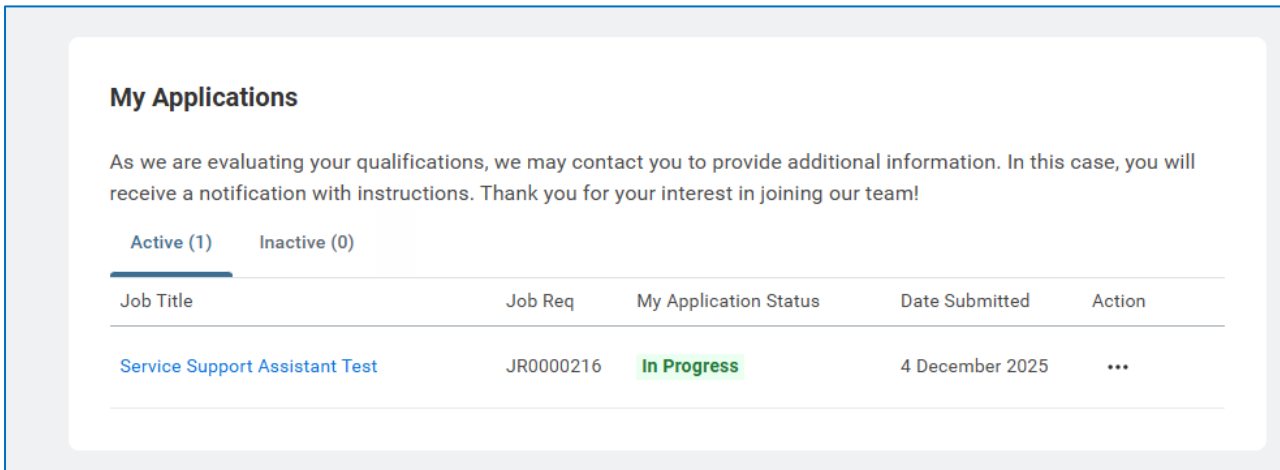 My Applications
As we are evaluating your qualifications, we may contact you to provide additional information. In this case, you will
receive a notification with instructions. Thank you for your interest in joining our team!
Active (1) Inactive (0)
Job Title Job Req My Application Status Date Submitted Action
Service Support Assistant Test JR0000216 In Progress 4 December 2025 •••